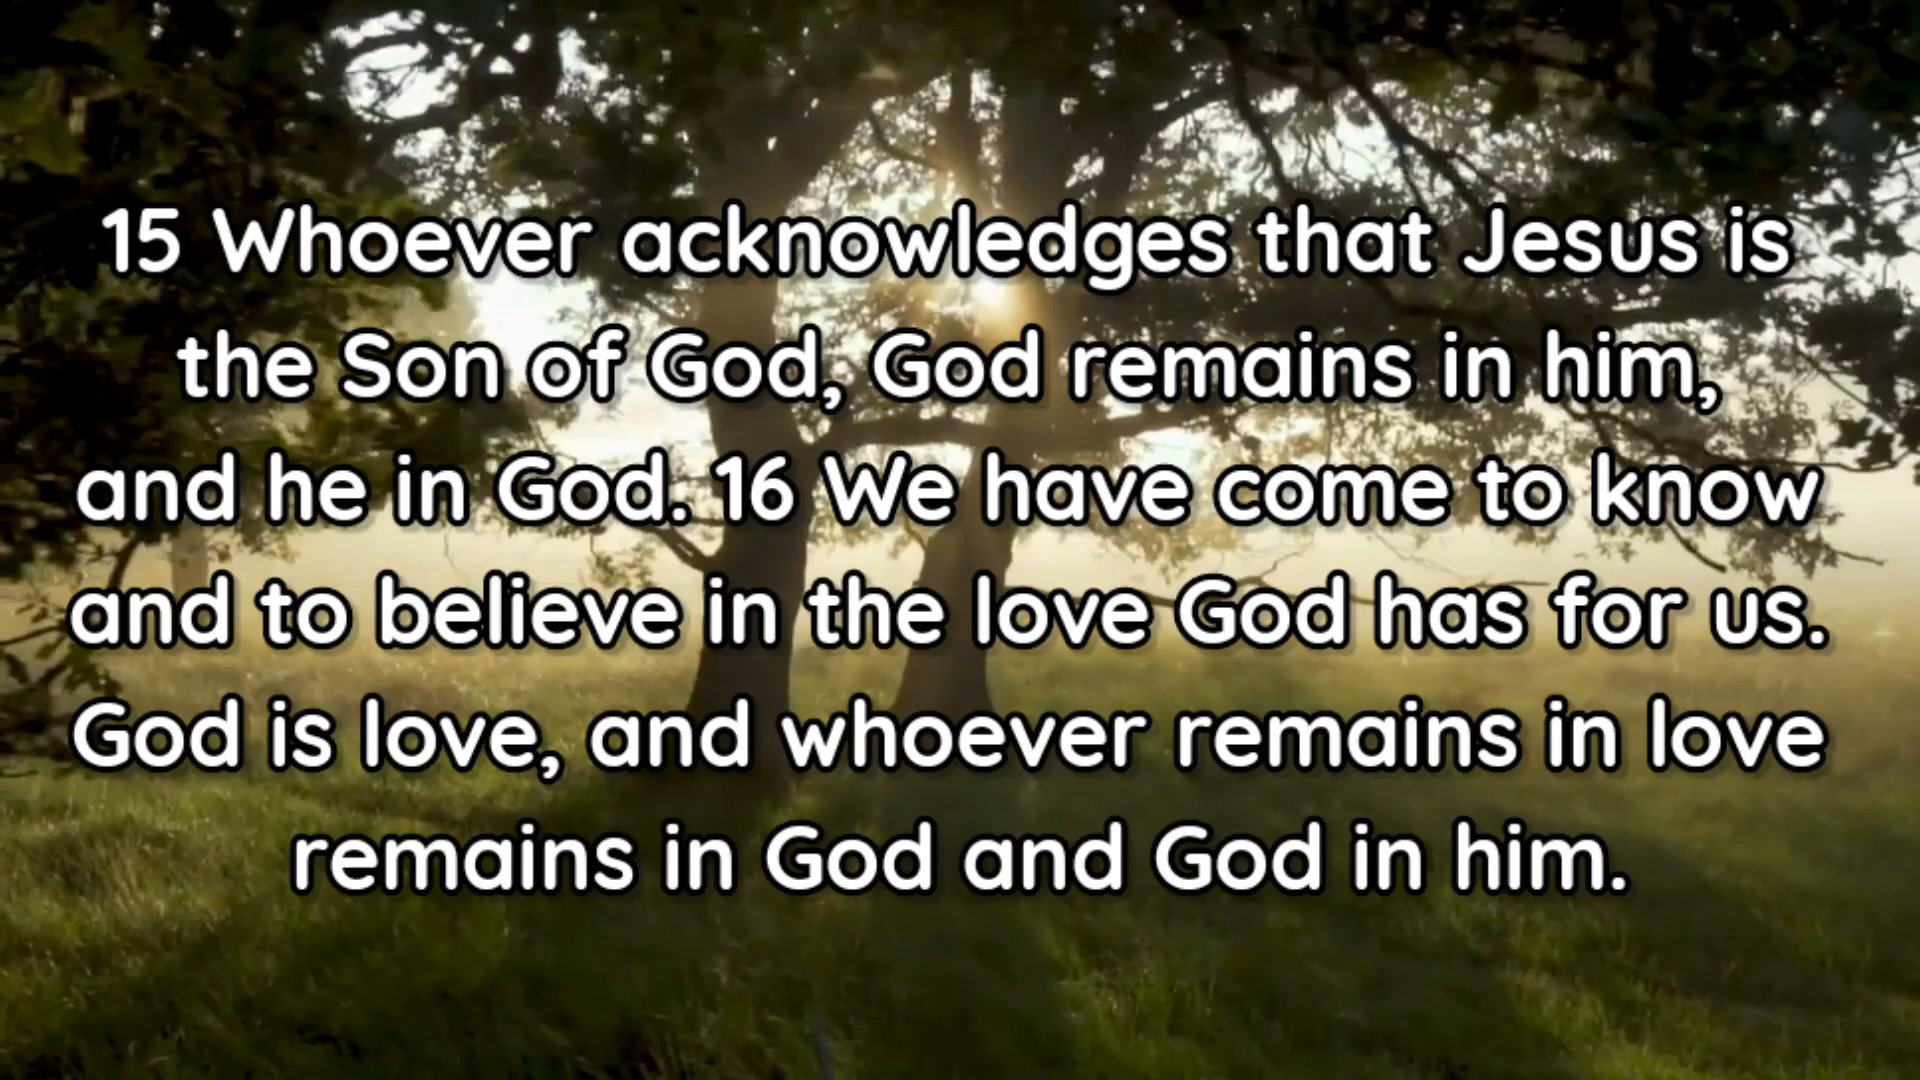 15 Whoever acknowledges that Jesus is
the Son of God, God remains in him,
and he in God. 16 We have come to know
and to believe in the love God has for us.
God is love, and whoever remains in love
remains in God and God in him.